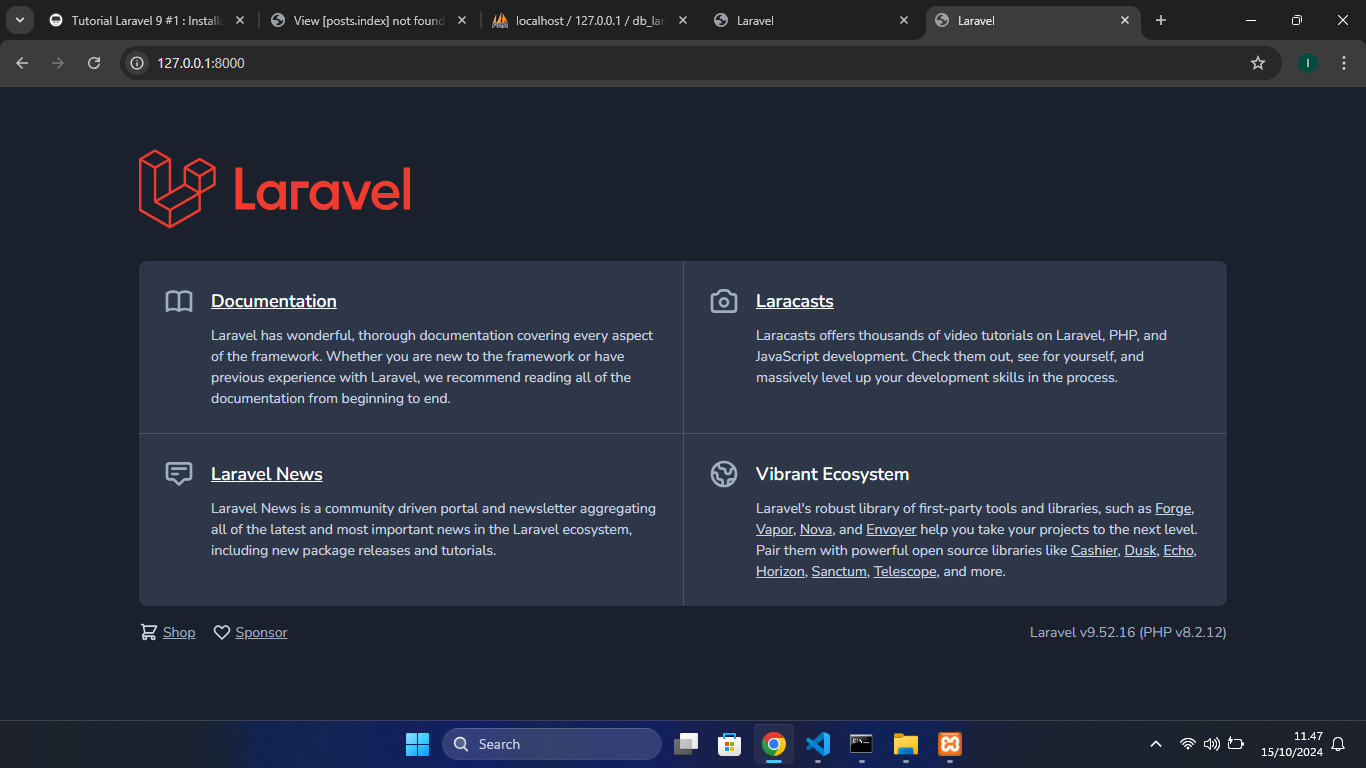 Tutorial Laravel 9 #1 : Installa
View [posts.index] not found
localhost / 127.0.0.1 / db_lar
Laravel
Laravel
127.0.0.1:8000
I
Laravel
Documentation
Laravel has wonderful, thorough documentation covering every aspect
of the framework. Whether you are new to the framework or have
previous experience with Laravel, we recommend reading all of the
documentation from beginning to end.
Laracasts
Laracasts offers thousands of video tutorials on Laravel, PHP, and
JavaScript development. Check them out, see for yourself, and
massively level up your development skills in the process.
Laravel News
Laravel News is a community driven portal and newsletter aggregating
all of the latest and most important news in the Laravel ecosystem,
including new package releases and tutorials.
Vibrant Ecosystem
Laravel's robust library of first-party tools and libraries, such as Forge,
Vapor, Nova, and Envoyer help you take your projects to the next level.
Pair them with powerful open source libraries like Cashier, Dusk, Echo,
Horizon, Sanctum, Telescope, and more.
Shop
Sponsor
Laravel v9.52.16 (PHP v8.2.12)
Search
11.47
15/10/2024